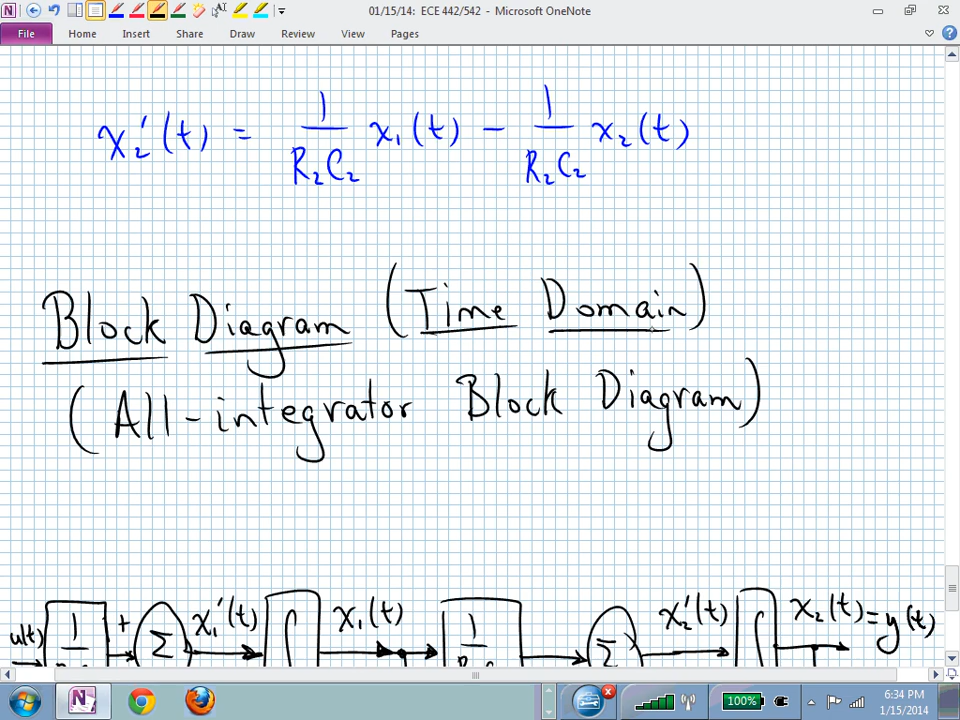 01/15/14: ECE 442/542 - Microsoft OneNote
File Home Insert Share Draw Review View Pages
x₂'(t) = 1/(R₂C₂) x₁(t) − 1/(R₂C₂) x₂(t)
Block Diagram (Time Domain)
(All-integrator Block Diagram)
u(t) 1 + Σ x₁'(t) ∫ x₁(t) 1 Σ x₂'(t) ∫ x₂(t) = y(t)
100%
6:34 PM
1/15/2014